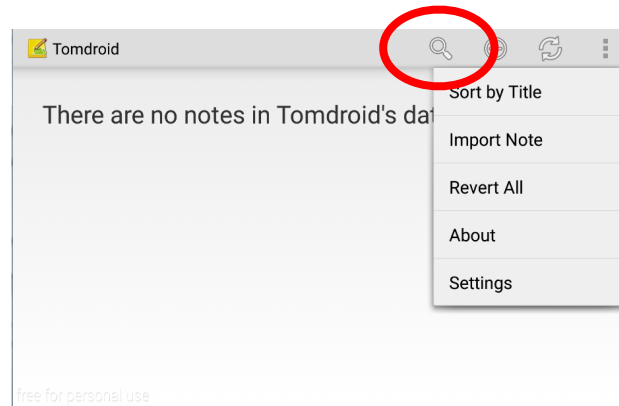 Tomdroid
There are no notes in Tomdroid's dat
Sort by Title
Import Note
Revert All
About
Settings
free for personal use